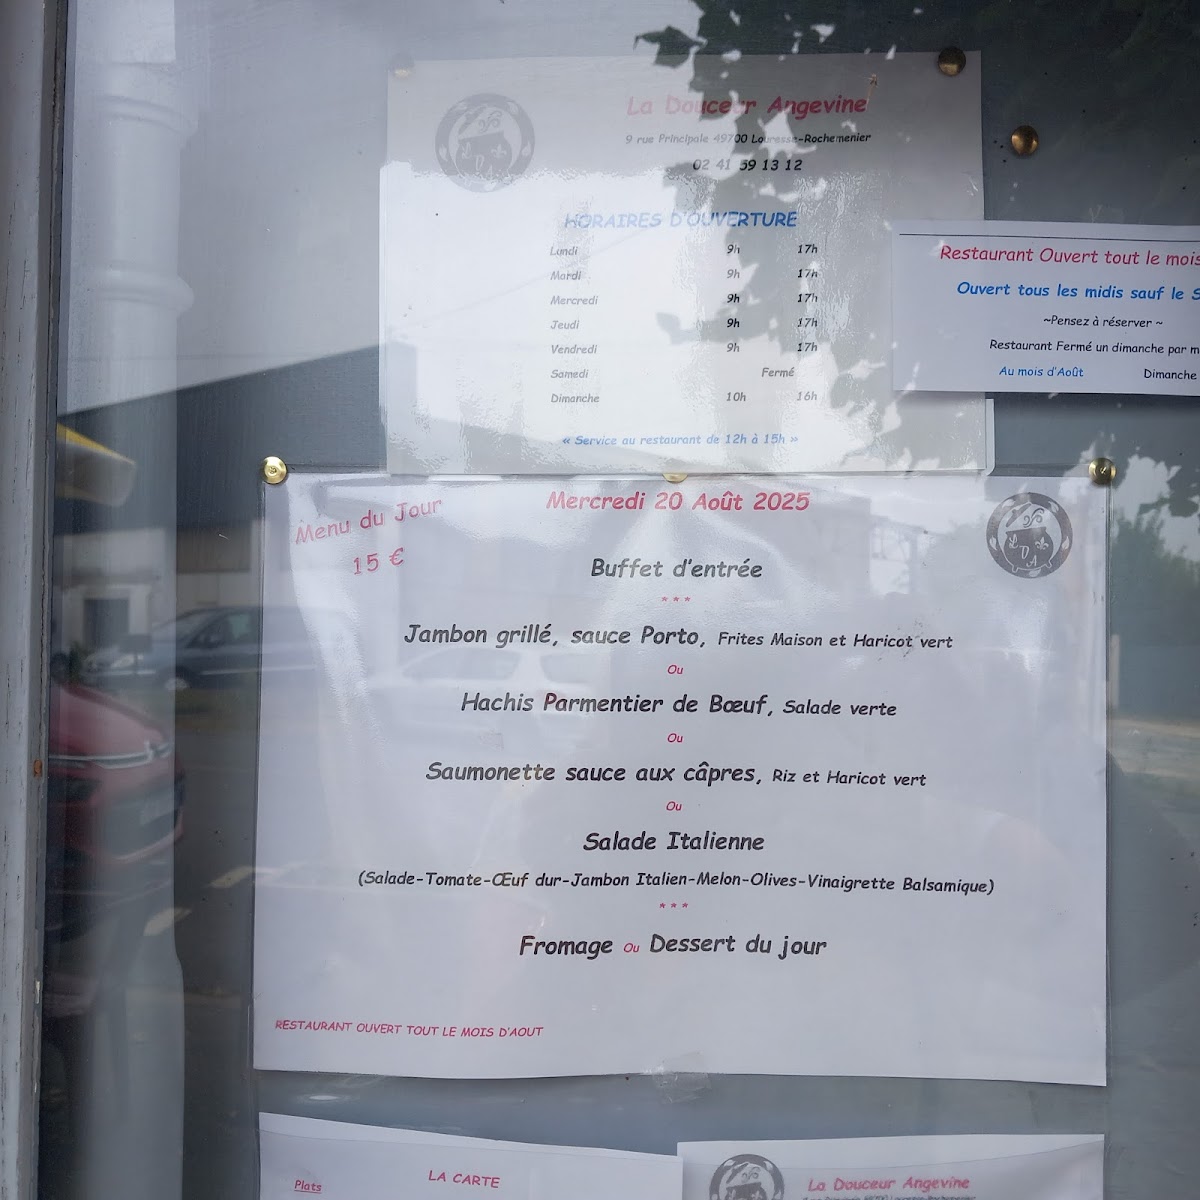 La Douceur Angevine
9 rue Principale 49700 Louresse-Rochemenier
02 41 59 13 12
HORAIRES D'OUVERTURE
Lundi 9h 17h
Mardi 9h 17h
Mercredi 9h 17h
Jeudi 9h 17h
Vendredi 9h 17h
Samedi Fermé
Dimanche 10h 16h
« Service au restaurant de 12h à 15h »
Restaurant Ouvert tout le mois
Ouvert tous les midis sauf le S
~Pensez à réserver ~
Restaurant Fermé un dimanche par m
Au mois d'Août Dimanche
Menu du Jour
15 €
Mercredi 20 Août 2025
LDA
Buffet d'entrée
***
Jambon grillé, sauce Porto, Frites Maison et Haricot vert
Ou
Hachis Parmentier de Bœuf, Salade verte
Ou
Saumonette sauce aux câpres, Riz et Haricot vert
Ou
Salade Italienne
(Salade-Tomate-Œuf dur-Jambon Italien-Melon-Olives-Vinaigrette Balsamique)
***
Fromage Ou Dessert du jour
RESTAURANT OUVERT TOUT LE MOIS D'AOUT
LA CARTE
Plats
La Douceur Angevine